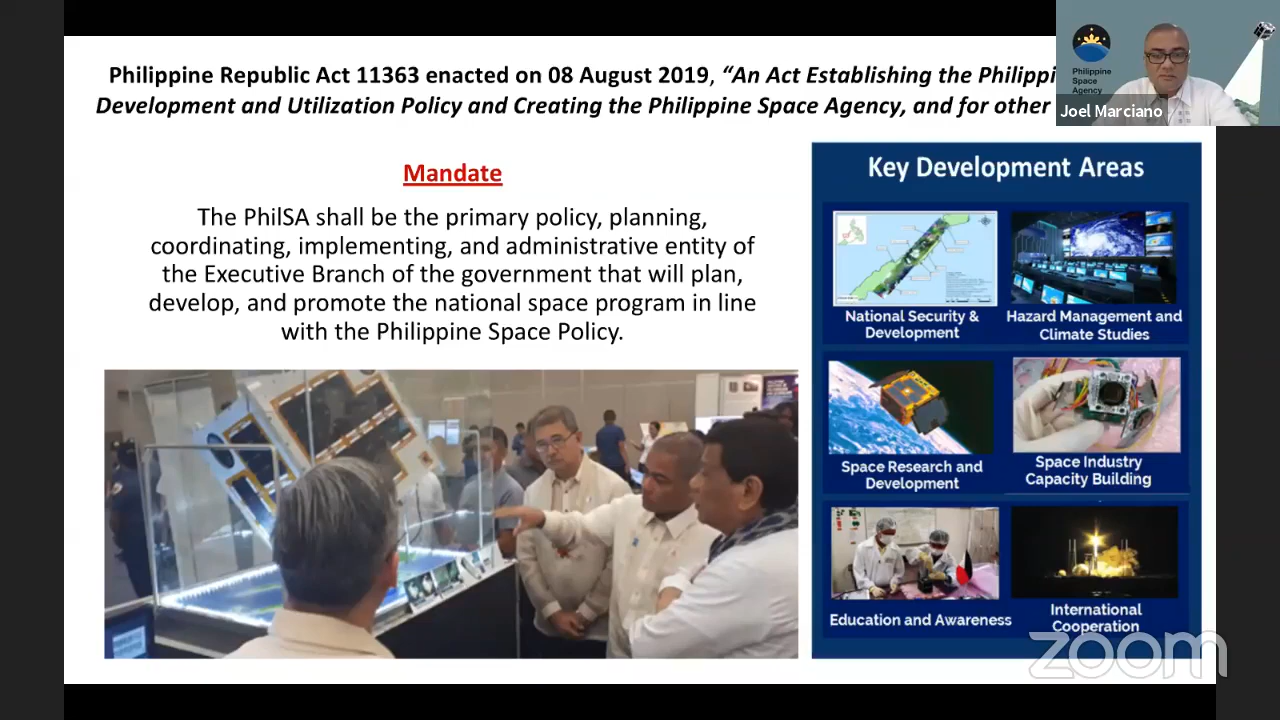 Philippine Republic Act 11363 enacted on 08 August 2019, “An Act Establishing the Philippi
Development and Utilization Policy and Creating the Philippine Space Agency, and for other
Philippine
Space
Agency
Joel Marciano
Mandate
The PhilSA shall be the primary policy, planning,
coordinating, implementing, and administrative entity of
the Executive Branch of the government that will plan,
develop, and promote the national space program in line
with the Philippine Space Policy.
Key Development Areas
National Security &
Development
Hazard Management and
Climate Studies
Space Research and
Development
Space Industry
Capacity Building
Education and Awareness
International
Cooperation
zoom